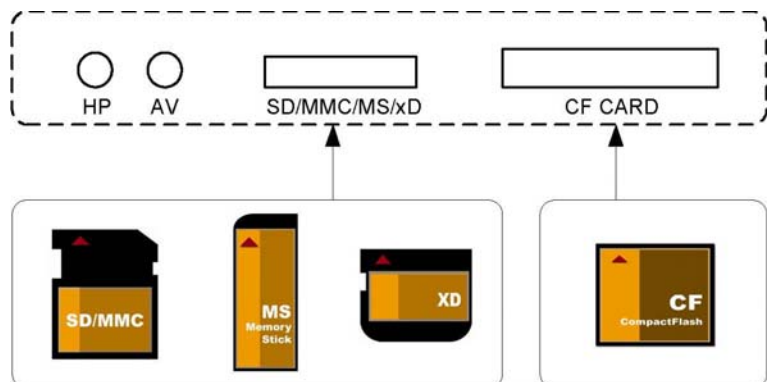 HP AV SD/MMC/MS/xD CF CARD
SD/MMC
MS
Memory
Stick
XD
CF
CompactFlash